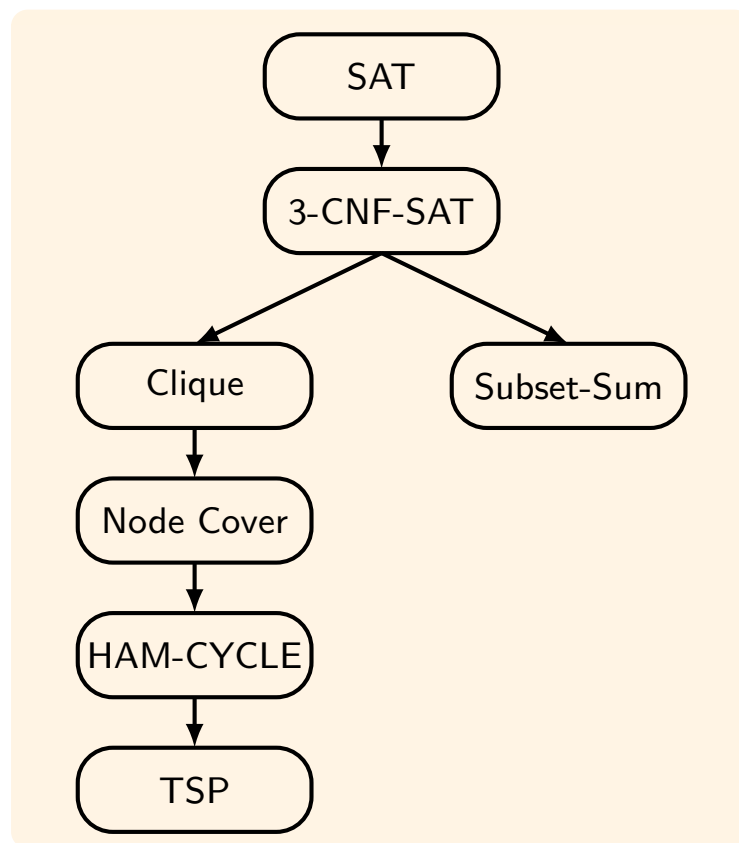 SAT
3-CNF-SAT
Clique
Subset-Sum
Node Cover
HAM-CYCLE
TSP